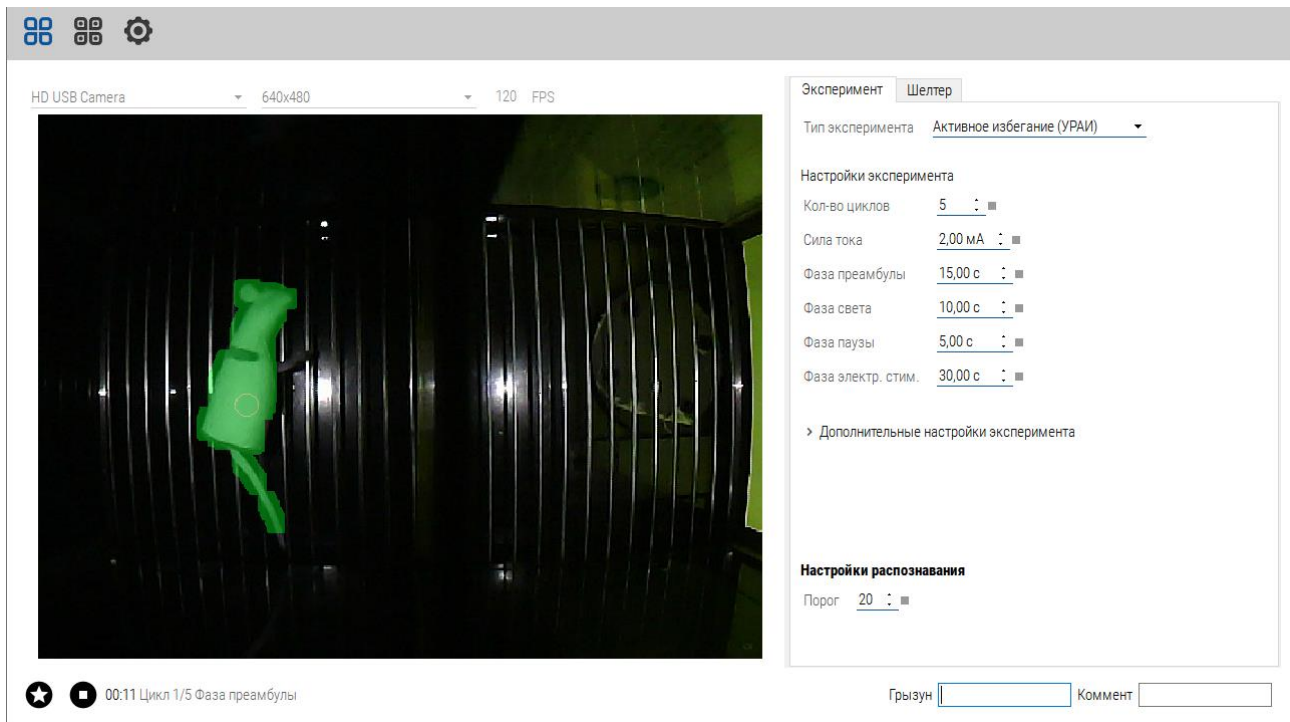 HD USB Camera 640x480 120 FPS
Эксперимент Шелтер
Тип эксперимента Активное избегание (УРАИ)
Настройки эксперимента
Кол-во циклов 5
Сила тока 2,00 мА
Фаза преамбулы 15,00 с
Фаза света 10,00 с
Фаза паузы 5,00 с
Фаза электр. стим. 30,00 с
Дополнительные настройки эксперимента
Настройки распознавания
Порог 20
00:11 Цикл 1/5 Фаза преамбулы
Грызун Коммент